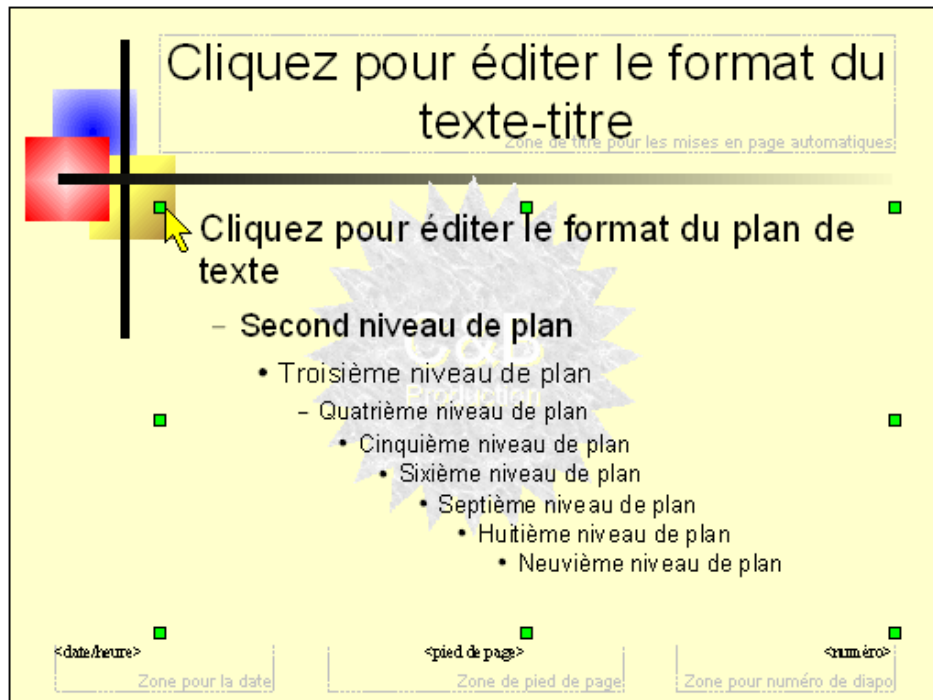 Cliquez pour éditer le format du
texte-titre
Zone de titre pour les mises en page automatiques
Cliquez pour éditer le format du plan de
texte
– Second niveau de plan
• Troisième niveau de plan
– Quatrième niveau de plan
• Cinquième niveau de plan
• Sixième niveau de plan
• Septième niveau de plan
• Huitième niveau de plan
• Neuvième niveau de plan
C&B
Production
<date/heure>
<pied de page>
<numéro>
Zone pour la date
Zone de pied de page
Zone pour numéro de diapo